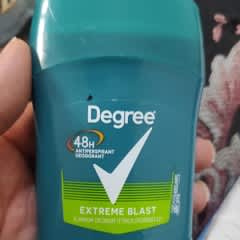 Degree
48H
ANTIPERSPIRANT
DEODORANT
EXTREME BLAST